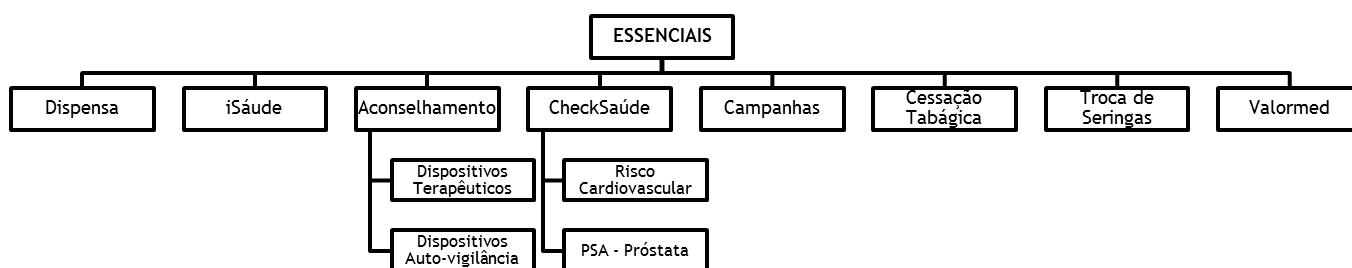 ESSENCIAIS
Dispensa
iSáude
Aconselhamento
CheckSaúde
Campanhas
Cessação
Tabágica
Troca de
Seringas
Valormed
Dispositivos
Terapêuticos
Risco
Cardiovascular
Dispositivos
Auto-vigilância
PSA - Próstata